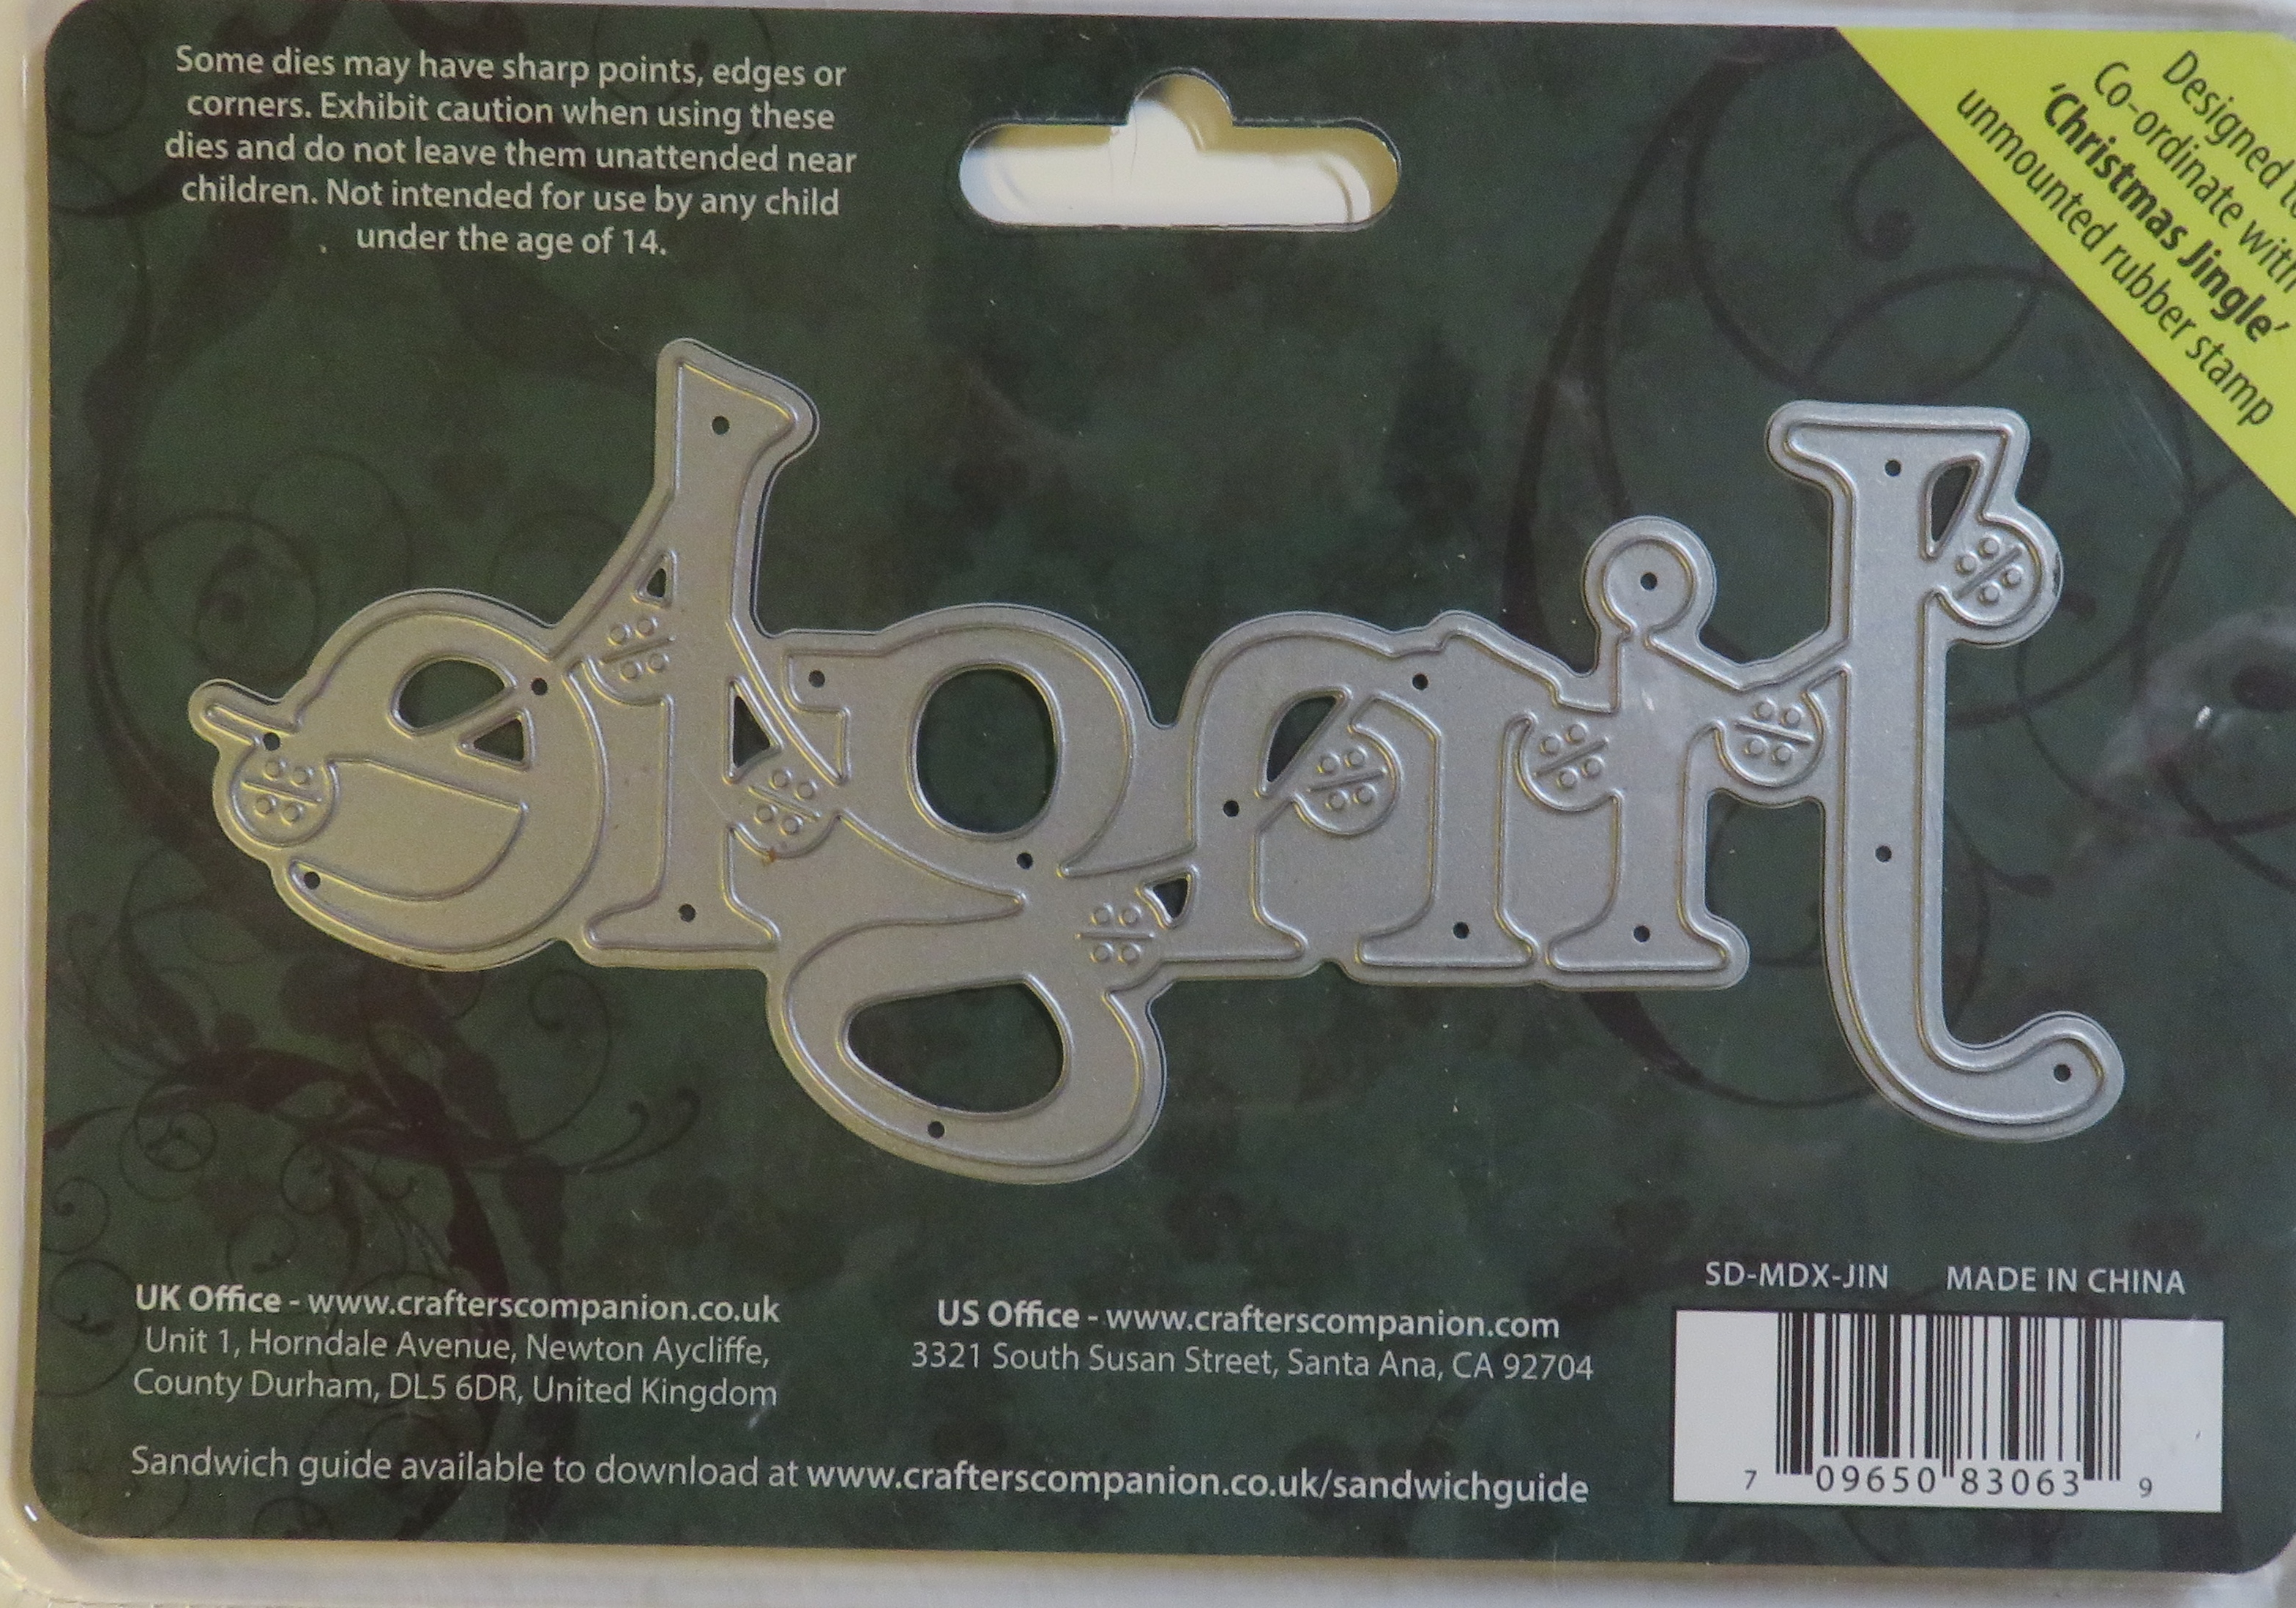 Some dies may have sharp points, edges or
corners. Exhibit caution when using these
dies and do not leave them unattended near
children. Not intended for use by any child
under the age of 14.
Designed to
Co-ordinate with
‘Christmas Jingle’
unmounted rubber stamp
Jingle
UK Office - www.crafterscompanion.co.uk
Unit 1, Horndale Avenue, Newton Aycliffe,
County Durham, DL5 6DR, United Kingdom
US Office - www.crafterscompanion.com
3321 South Susan Street, Santa Ana, CA 92704
Sandwich guide available to download at www.crafterscompanion.co.uk/sandwichguide
SD-MDX-JIN MADE IN CHINA
7 09650 83063 9